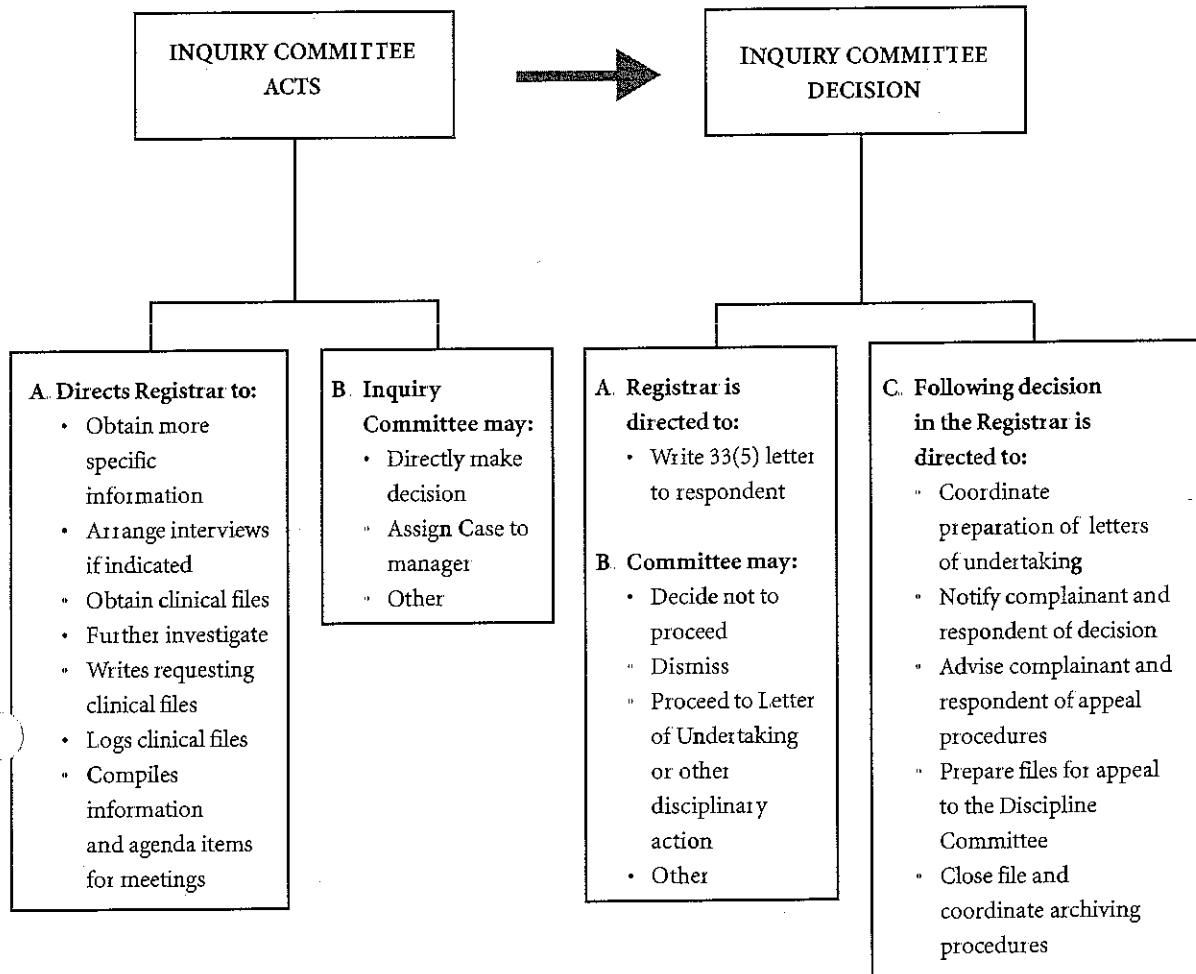 INQUIRY COMMITTEE
ACTS
INQUIRY COMMITTEE
DECISION
A. Directs Registrar to:
• Obtain more
specific
information
• Arrange interviews
if indicated
• Obtain clinical files
• Further investigate
• Writes requesting
clinical files
• Logs clinical files
• Compiles
information
and agenda items
for meetings
B. Inquiry
Committee may:
• Directly make
decision
• Assign Case to
manager
• Other
A. Registrar is
directed to:
• Write 33(5) letter
to respondent
B. Committee may:
• Decide not to
proceed
• Dismiss
• Proceed to Letter
of Undertaking
or other
disciplinary
action
• Other
C. Following decision
in the Registrar is
directed to:
• Coordinate
preparation of letters
of undertaking
• Notify complainant and
respondent of decision
• Advise complainant and
respondent of appeal
procedures
• Prepare files for appeal
to the Discipline
Committee
• Close file and
coordinate archiving
procedures